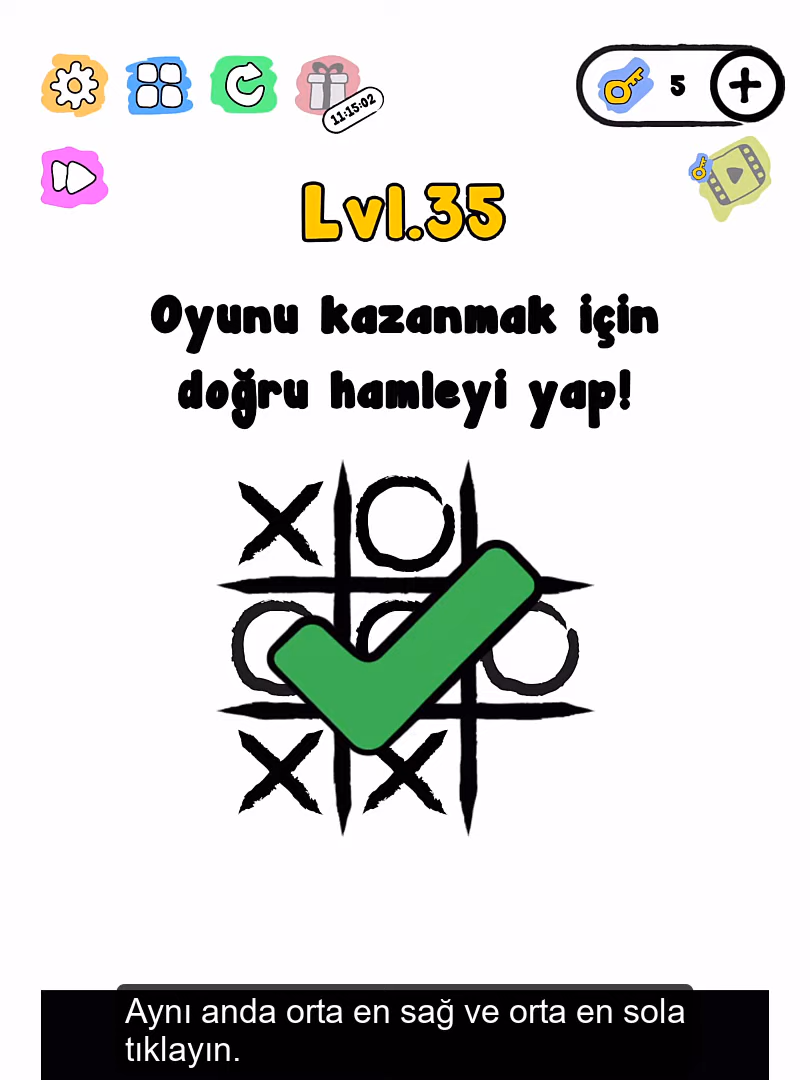 11:15:02
5
Lvl.35
Oyunu kazanmak için
doğru hamleyi yap!
X O
O O O
X X
Aynı anda orta en sağ ve orta en sola
tıklayın.